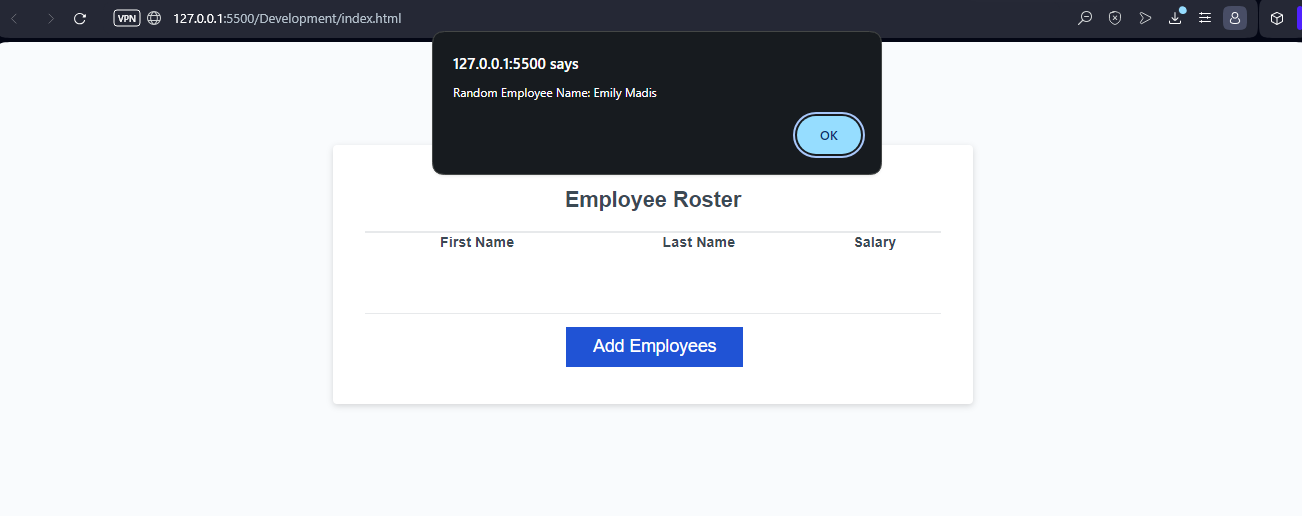 VPN 127.0.0.1:5500/Development/index.html
127.0.0.1:5500 says
Random Employee Name: Emily Madis
OK
Employee Roster
First Name Last Name Salary
Add Employees